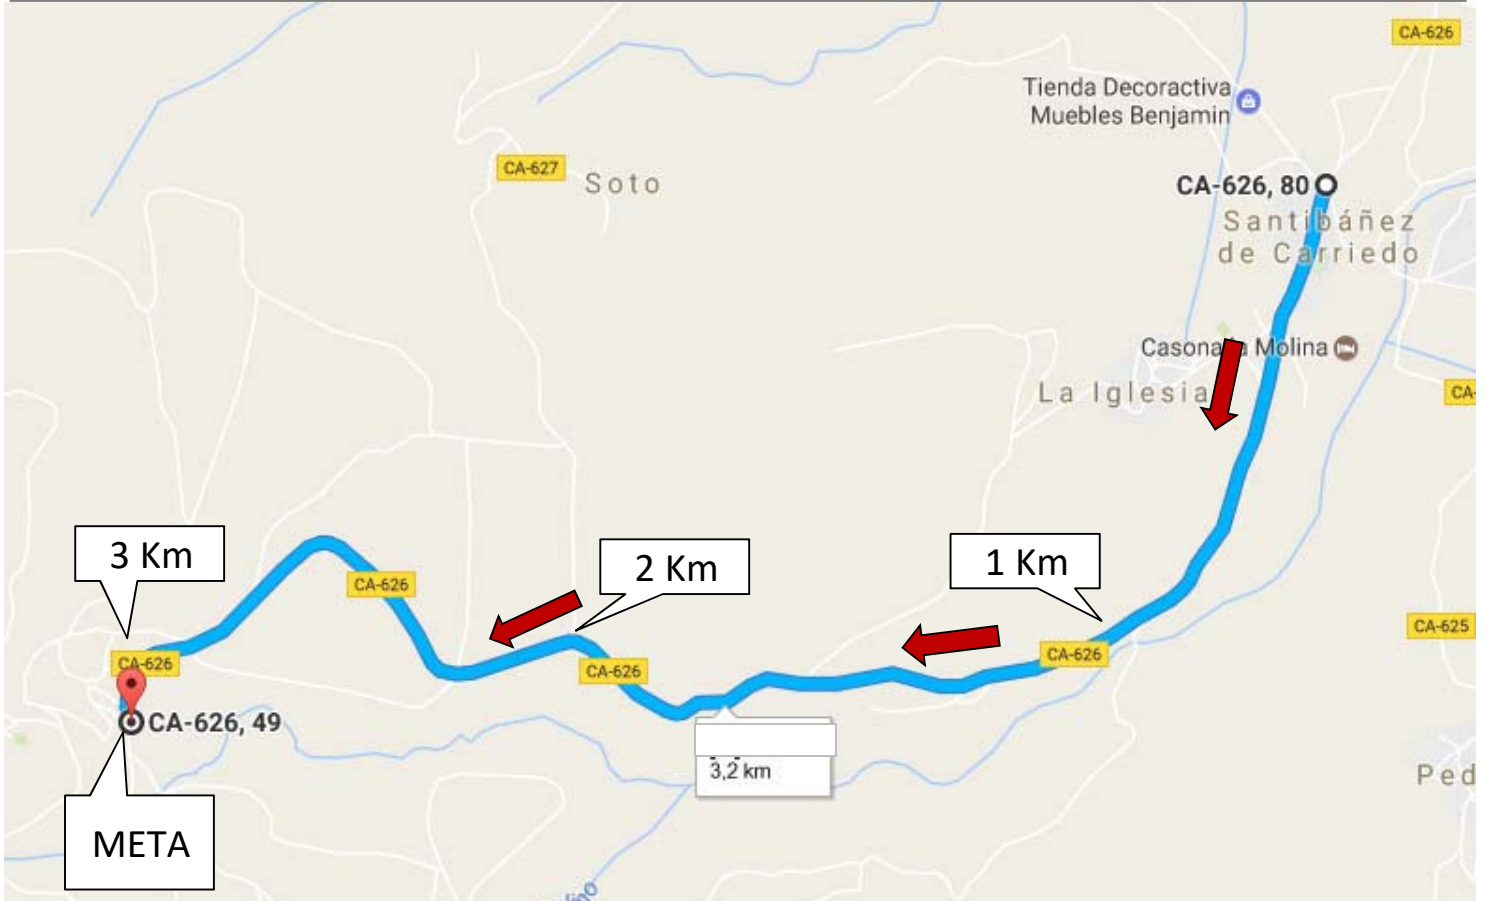 CA-626
Tienda Decoractiva
Muebles Benjamin
CA-627
Soto
CA-626, 80
Santibáñez
de Carriedo
Casona la Molina
La Iglesia
CA-
3 Km
2 Km
1 Km
CA-626
CA-625
CA-626
CA-626
CA-626
CA-626, 49
3,2 km
Ped
META